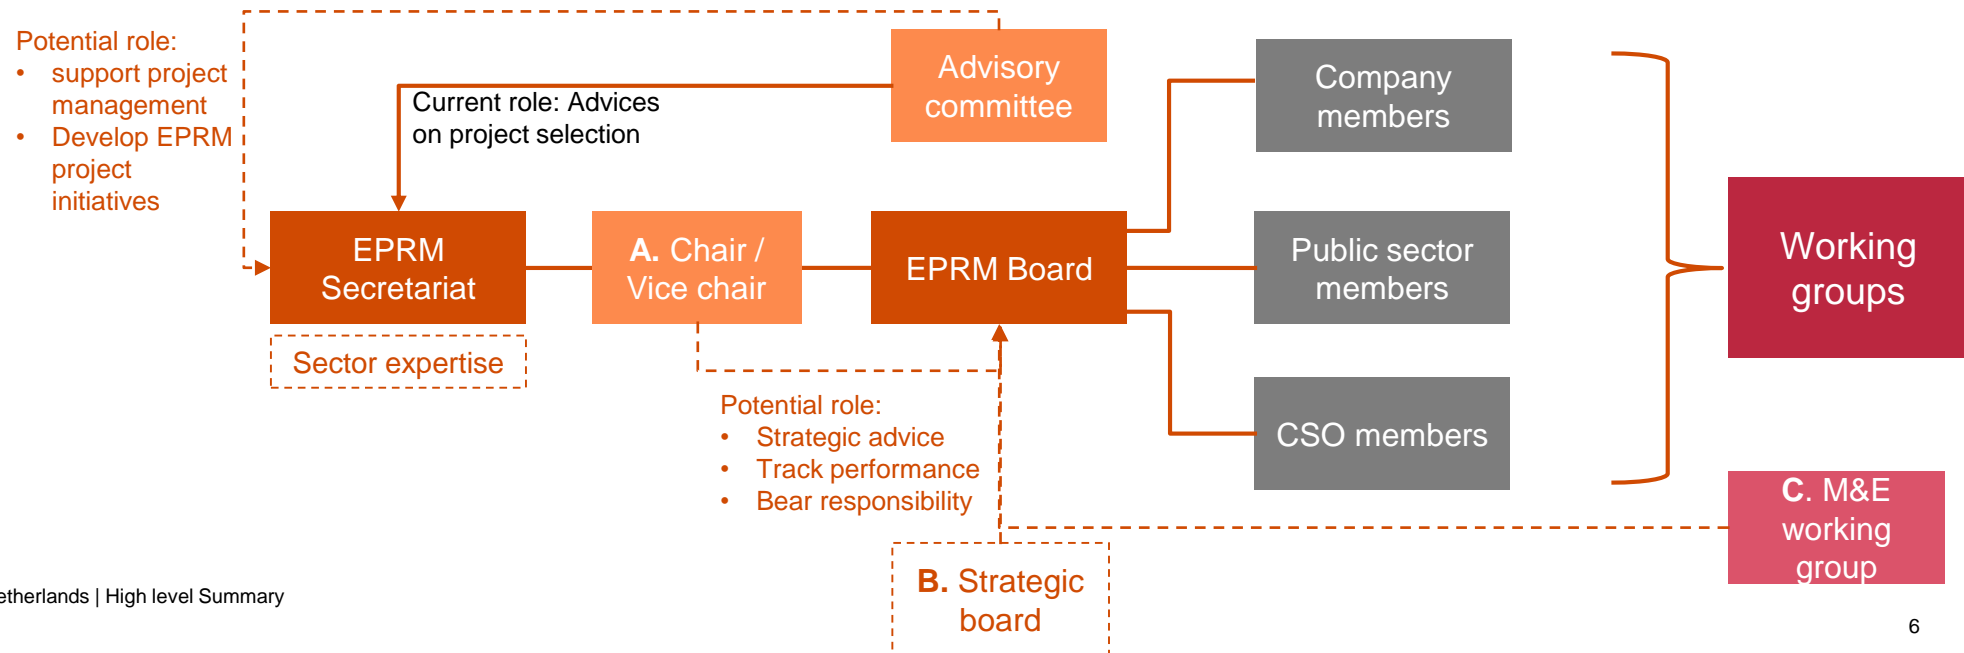 Potential role:
• support project
management
• Develop EPRM
project
initiatives
Current role: Advices
on project selection
Advisory
committee
Company
members
EPRM
Secretariat
Sector expertise
A. Chair /
Vice chair
EPRM Board
Public sector
members
Working
groups
Potential role:
• Strategic advice
• Track performance
• Bear responsibility
CSO members
C. M&E
working
group
B. Strategic
board
etherlands | High level Summary
6